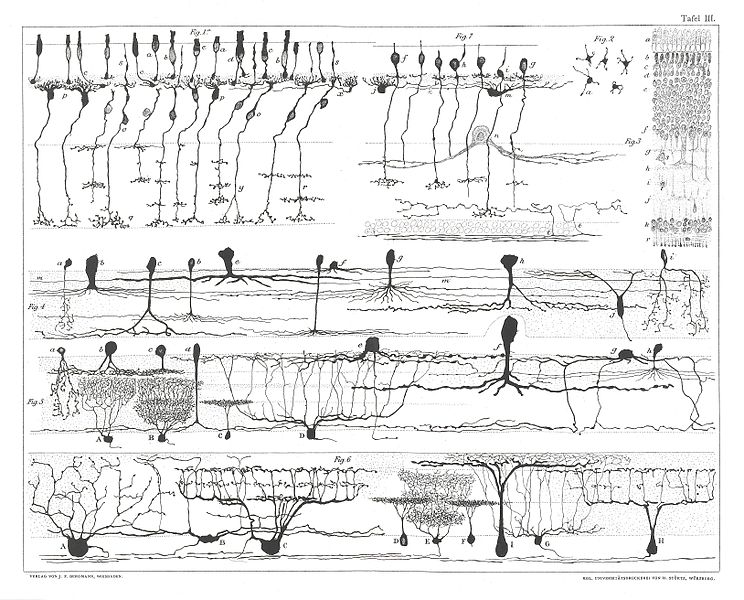 Tafel III.
Fig. 1.
Fig. 1
Fig. 2
s
a
b
e
a
d
c
b
s
f
h
i
g
a
a
b
c
d
e
e
f
g
h
i
j
k
r
p
e
p
o
x
j
m
n
Fig. 3
q
y
r
t
a
b
c
b
e
f
g
h
i
m
m
Fig 4
J
a
b
c
d
e
f
g
h
Fig. 5
A
B
C
D
Fig. 6
A
B
C
D
E
F
I
G
H
VERLAG VON J. F. BERGMANN, WIESBADEN.
KGL. UNIVERSITÄTSDRUCKEREI VON H. STÜRTZ, WÜRZBURG.